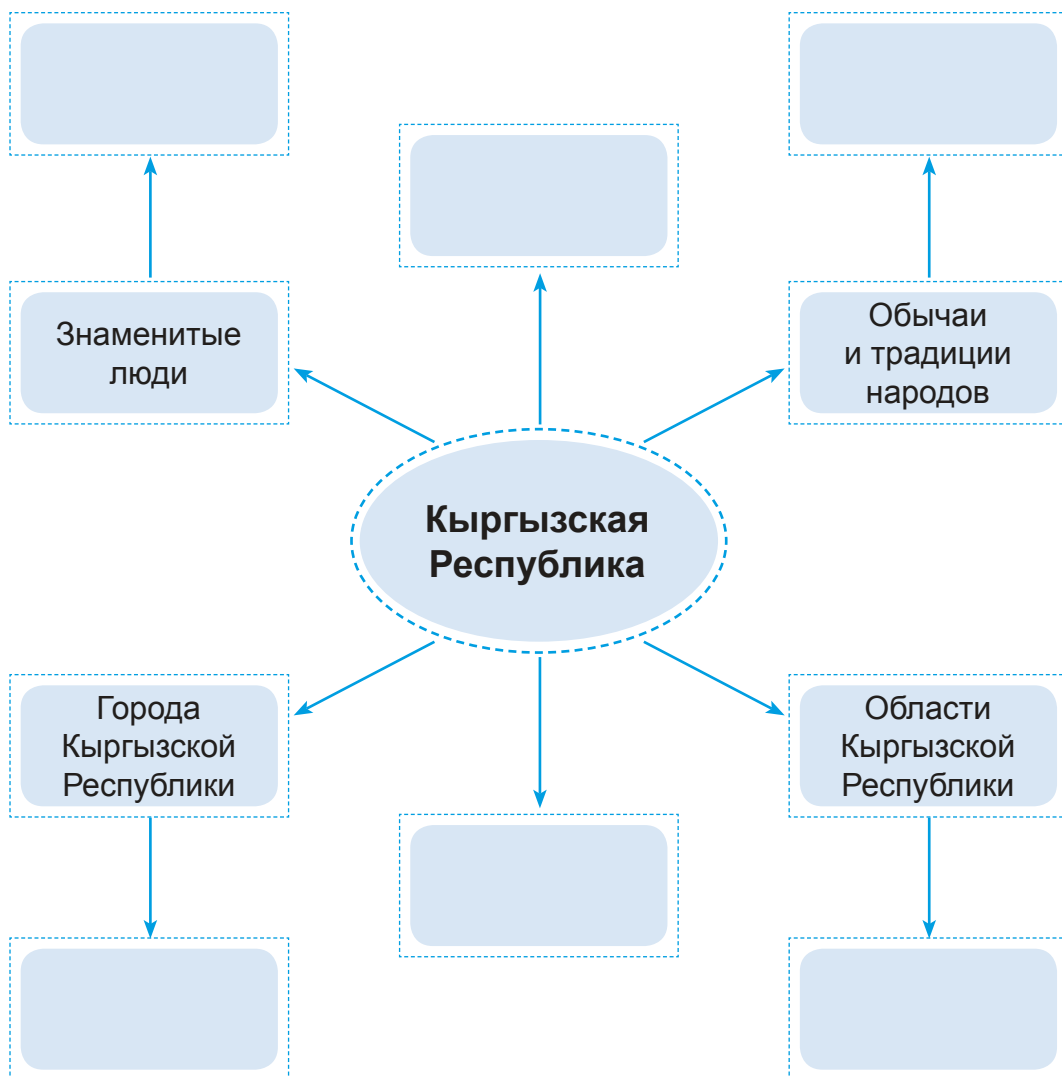 Знаменитые
люди
Обычаи
и традиции
народов
Кыргызская
Республика
Города
Кыргызской
Республики
Области
Кыргызской
Республики